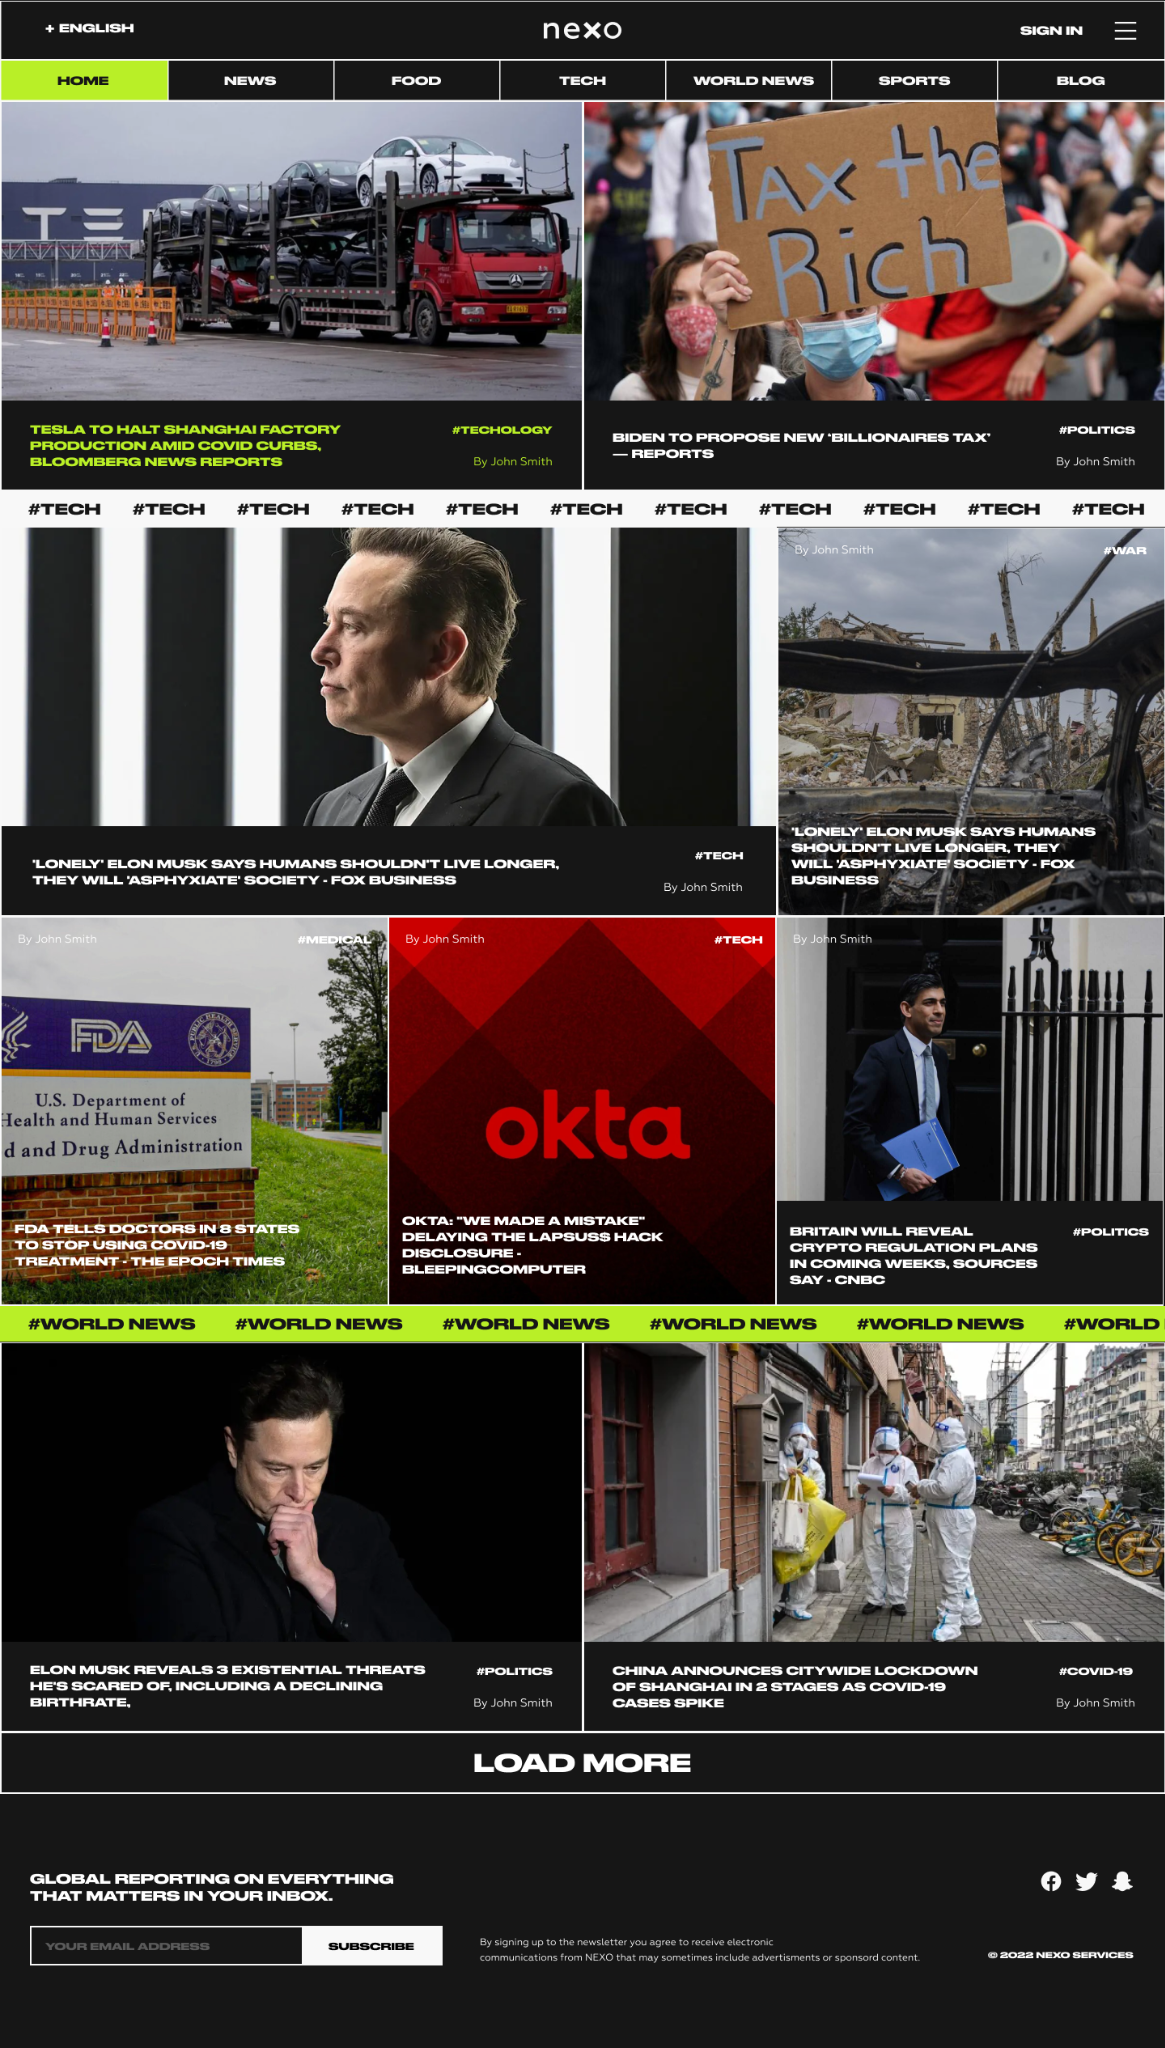 + ENGLISH
nexo
SIGN IN
HOME
NEWS
FOOD
TECH
WORLD NEWS
SPORTS
BLOG
TAX the
Rich
TESLA TO HALT SHANGHAI FACTORY
PRODUCTION AMID COVID CURBS,
BLOOMBERG NEWS REPORTS
#TECHOLOGY
By John Smith
BIDEN TO PROPOSE NEW ‘BILLIONAIRES TAX’
— REPORTS
#POLITICS
By John Smith
#TECH #TECH #TECH #TECH #TECH #TECH #TECH #TECH #TECH #TECH #TECH
'LONELY' ELON MUSK SAYS HUMANS SHOULDN'T LIVE LONGER,
THEY WILL 'ASPHYXIATE' SOCIETY - FOX BUSINESS
#TECH
By John Smith
By John Smith
#WAR
'LONELY' ELON MUSK SAYS HUMANS
SHOULDN'T LIVE LONGER, THEY
WILL 'ASPHYXIATE' SOCIETY - FOX
BUSINESS
By John Smith
#MEDICAL
FDA
U.S. Department of
Health and Human Services
d and Drug Administration
FDA TELLS DOCTORS IN 8 STATES
TO STOP USING COVID-19
TREATMENT - THE EPOCH TIMES
By John Smith
#TECH
okta
OKTA: "WE MADE A MISTAKE"
DELAYING THE LAPSUS$ HACK
DISCLOSURE -
BLEEPINGCOMPUTER
By John Smith
BRITAIN WILL REVEAL
CRYPTO REGULATION PLANS
IN COMING WEEKS, SOURCES
SAY - CNBC
#POLITICS
#WORLD NEWS #WORLD NEWS #WORLD NEWS #WORLD NEWS #WORLD NEWS #WORLD
ELON MUSK REVEALS 3 EXISTENTIAL THREATS
HE'S SCARED OF, INCLUDING A DECLINING
BIRTHRATE,
#POLITICS
By John Smith
CHINA ANNOUNCES CITYWIDE LOCKDOWN
OF SHANGHAI IN 2 STAGES AS COVID-19
CASES SPIKE
#COVID-19
By John Smith
LOAD MORE
GLOBAL REPORTING ON EVERYTHING
THAT MATTERS IN YOUR INBOX.
YOUR EMAIL ADDRESS
SUBSCRIBE
By signing up to the newsletter you agree to receive electronic
communications from NEXO that may sometimes include advertisments or sponsord content.
© 2022 NEXO SERVICES